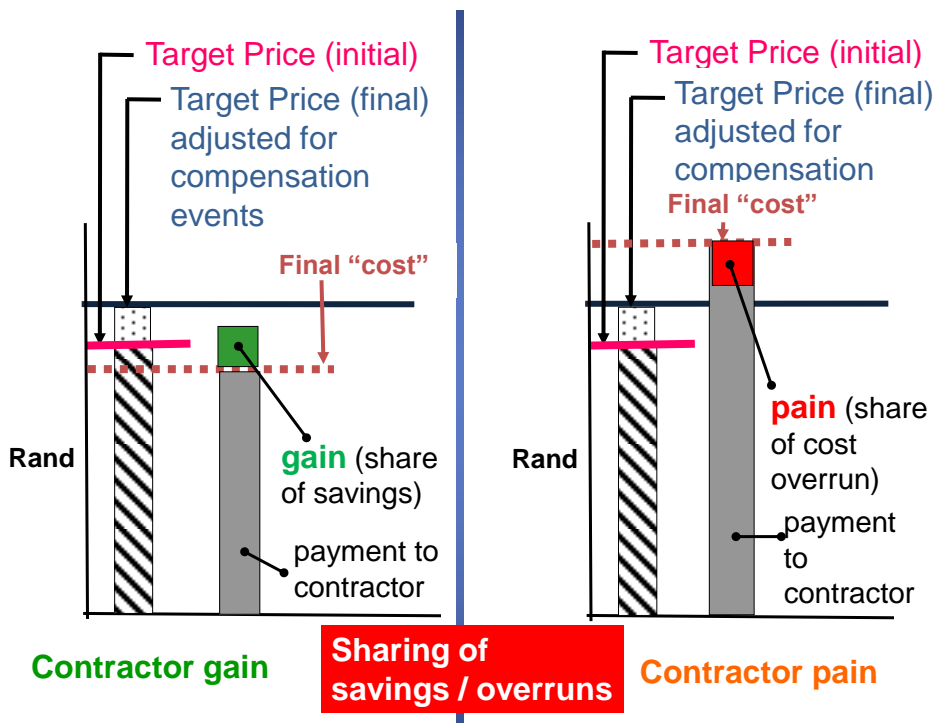 Target Price (initial)
Target Price (final)
adjusted for
compensation
events
Final “cost”
Rand
gain (share
of savings)
payment to
contractor
Contractor gain
Target Price (initial)
Target Price (final)
adjusted for
compensation
Final “cost”
Rand
pain (share
of cost
overrun)
payment
to
contractor
Contractor pain
Sharing of
savings / overruns